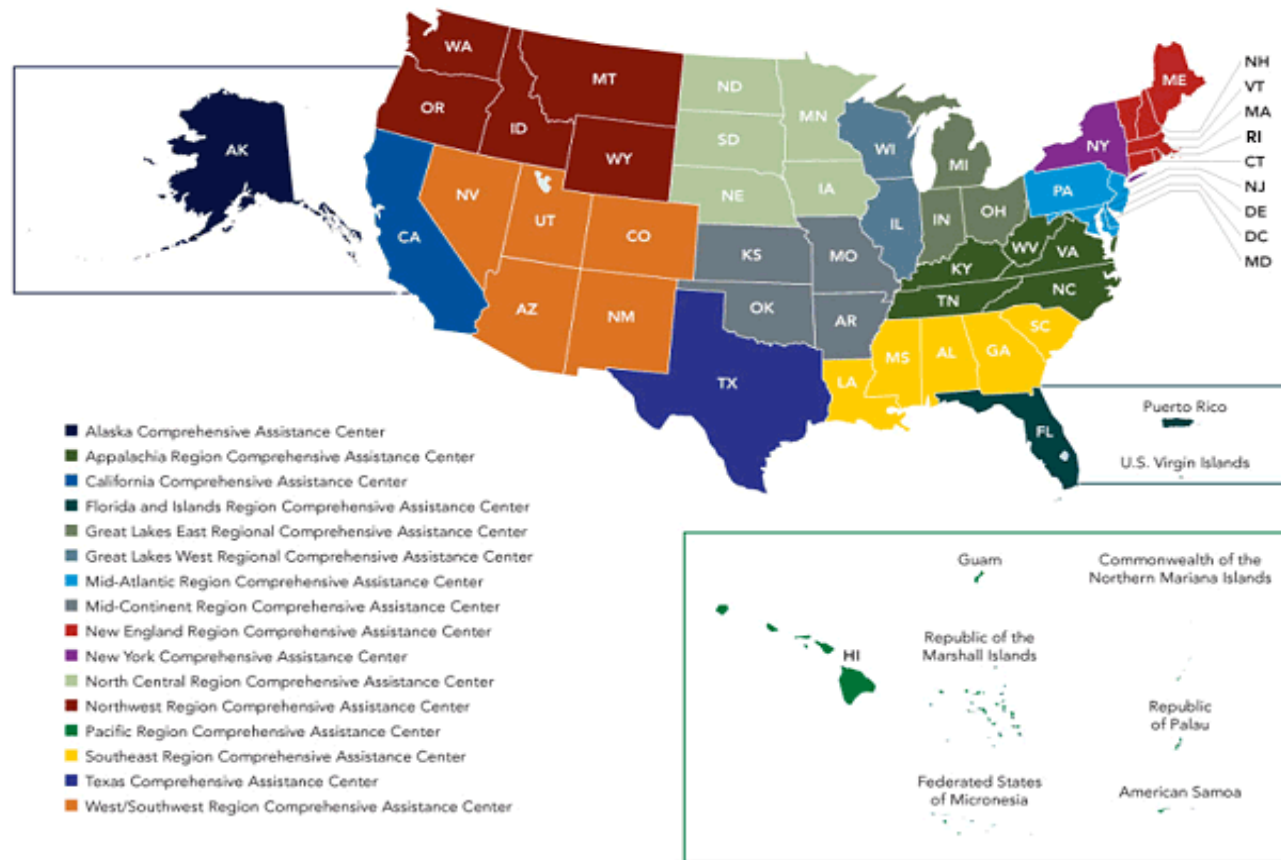 WA
MT
ND
MN
ME
NH
VT
MA
RI
CT
NJ
DE
DC
MD
OR
ID
SD
WI
MI
NY
AK
WY
NE
IA
PA
NV
UT
CO
IL
IN
OH
CA
KS
MO
WV
VA
KY
AZ
NM
OK
AR
TN
NC
TX
LA
MS
AL
GA
SC
FL
Puerto Rico
U.S. Virgin Islands
Alaska Comprehensive Assistance Center
Appalachia Region Comprehensive Assistance Center
California Comprehensive Assistance Center
Florida and Islands Region Comprehensive Assistance Center
Great Lakes East Regional Comprehensive Assistance Center
Great Lakes West Regional Comprehensive Assistance Center
Mid-Atlantic Region Comprehensive Assistance Center
Mid-Continent Region Comprehensive Assistance Center
New England Region Comprehensive Assistance Center
New York Comprehensive Assistance Center
North Central Region Comprehensive Assistance Center
Northwest Region Comprehensive Assistance Center
Pacific Region Comprehensive Assistance Center
Southeast Region Comprehensive Assistance Center
Texas Comprehensive Assistance Center
West/Southwest Region Comprehensive Assistance Center
Guam
Commonwealth of the
Northern Mariana Islands
HI
Republic of the
Marshall Islands
Republic
of Palau
Federated States
of Micronesia
American Samoa